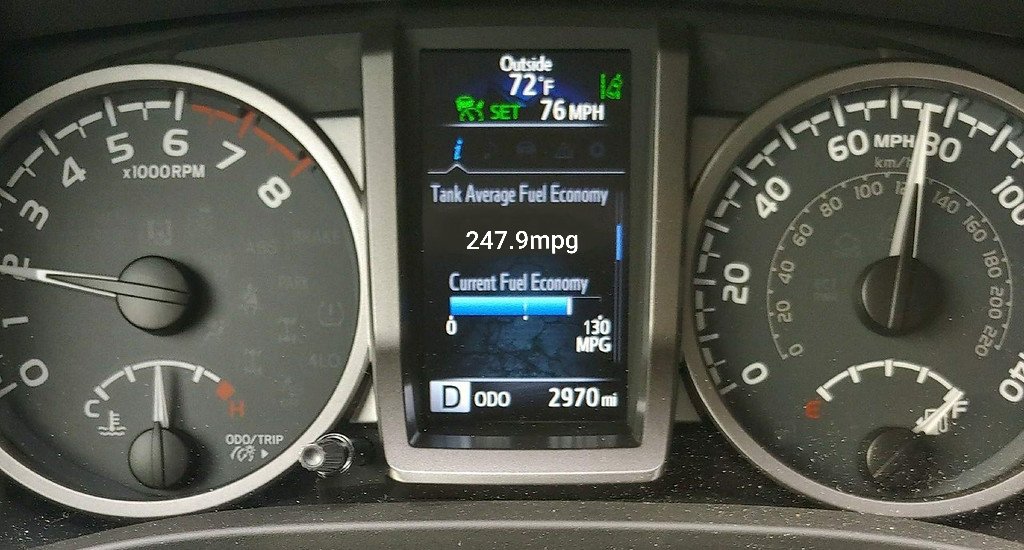 Outside
72°F
SET 76 MPH
i
Tank Average Fuel Economy
247.9mpg
Current Fuel Economy
0 130
MPG
D ODO 2970 mi
0
1
2
3
4
5
6
7
8
x1000RPM
C H
ODO/TRIP
0
20
40
60
MPH
80
100
140
km/h
0
20
40
60
80
100
140
160
180
200
220
E F